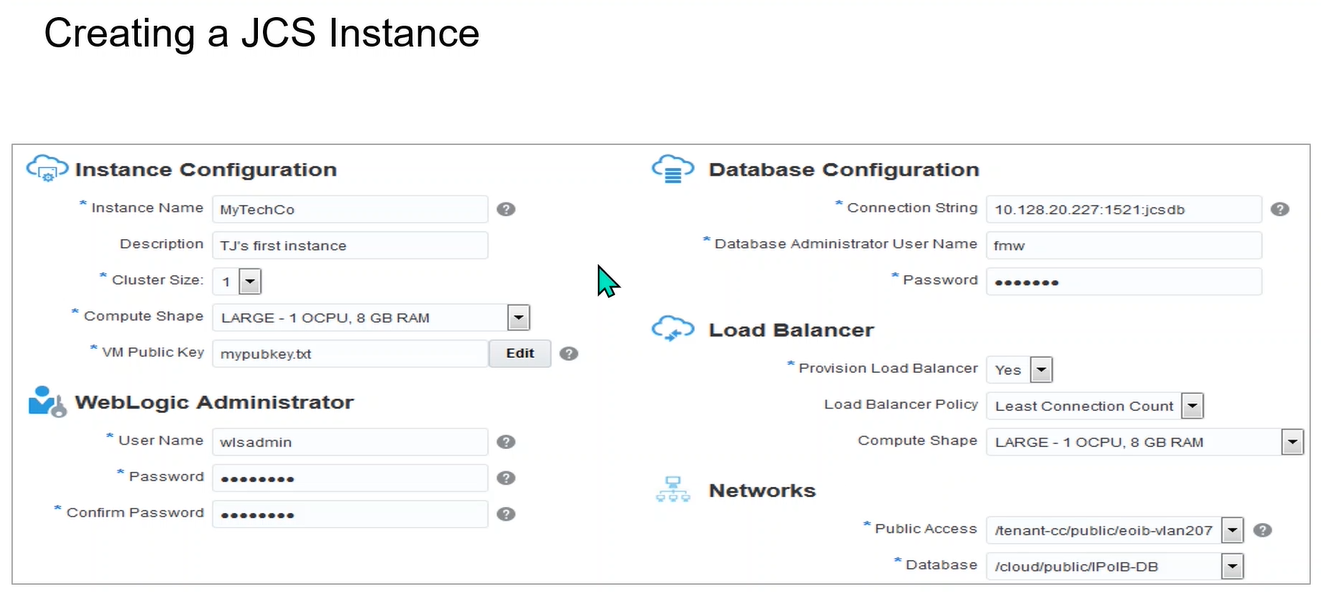 Creating a JCS Instance
Instance Configuration
* Instance Name MyTechCo ?
Description TJ's first instance
* Cluster Size: 1
* Compute Shape LARGE - 1 OCPU, 8 GB RAM
* VM Public Key mypubkey.txt Edit ?
WebLogic Administrator
* User Name wlsadmin ?
* Password ●●●●●●●● ?
* Confirm Password ●●●●●●●● ?
Database Configuration
* Connection String 10.128.20.227:1521:jcsdb ?
* Database Administrator User Name fmw
* Password ●●●●●●●
Load Balancer
* Provision Load Balancer Yes
Load Balancer Policy Least Connection Count
Compute Shape LARGE - 1 OCPU, 8 GB RAM
Networks
* Public Access /tenant-cc/public/eoib-vlan207 ?
* Database /cloud/public/IPoIB-DB